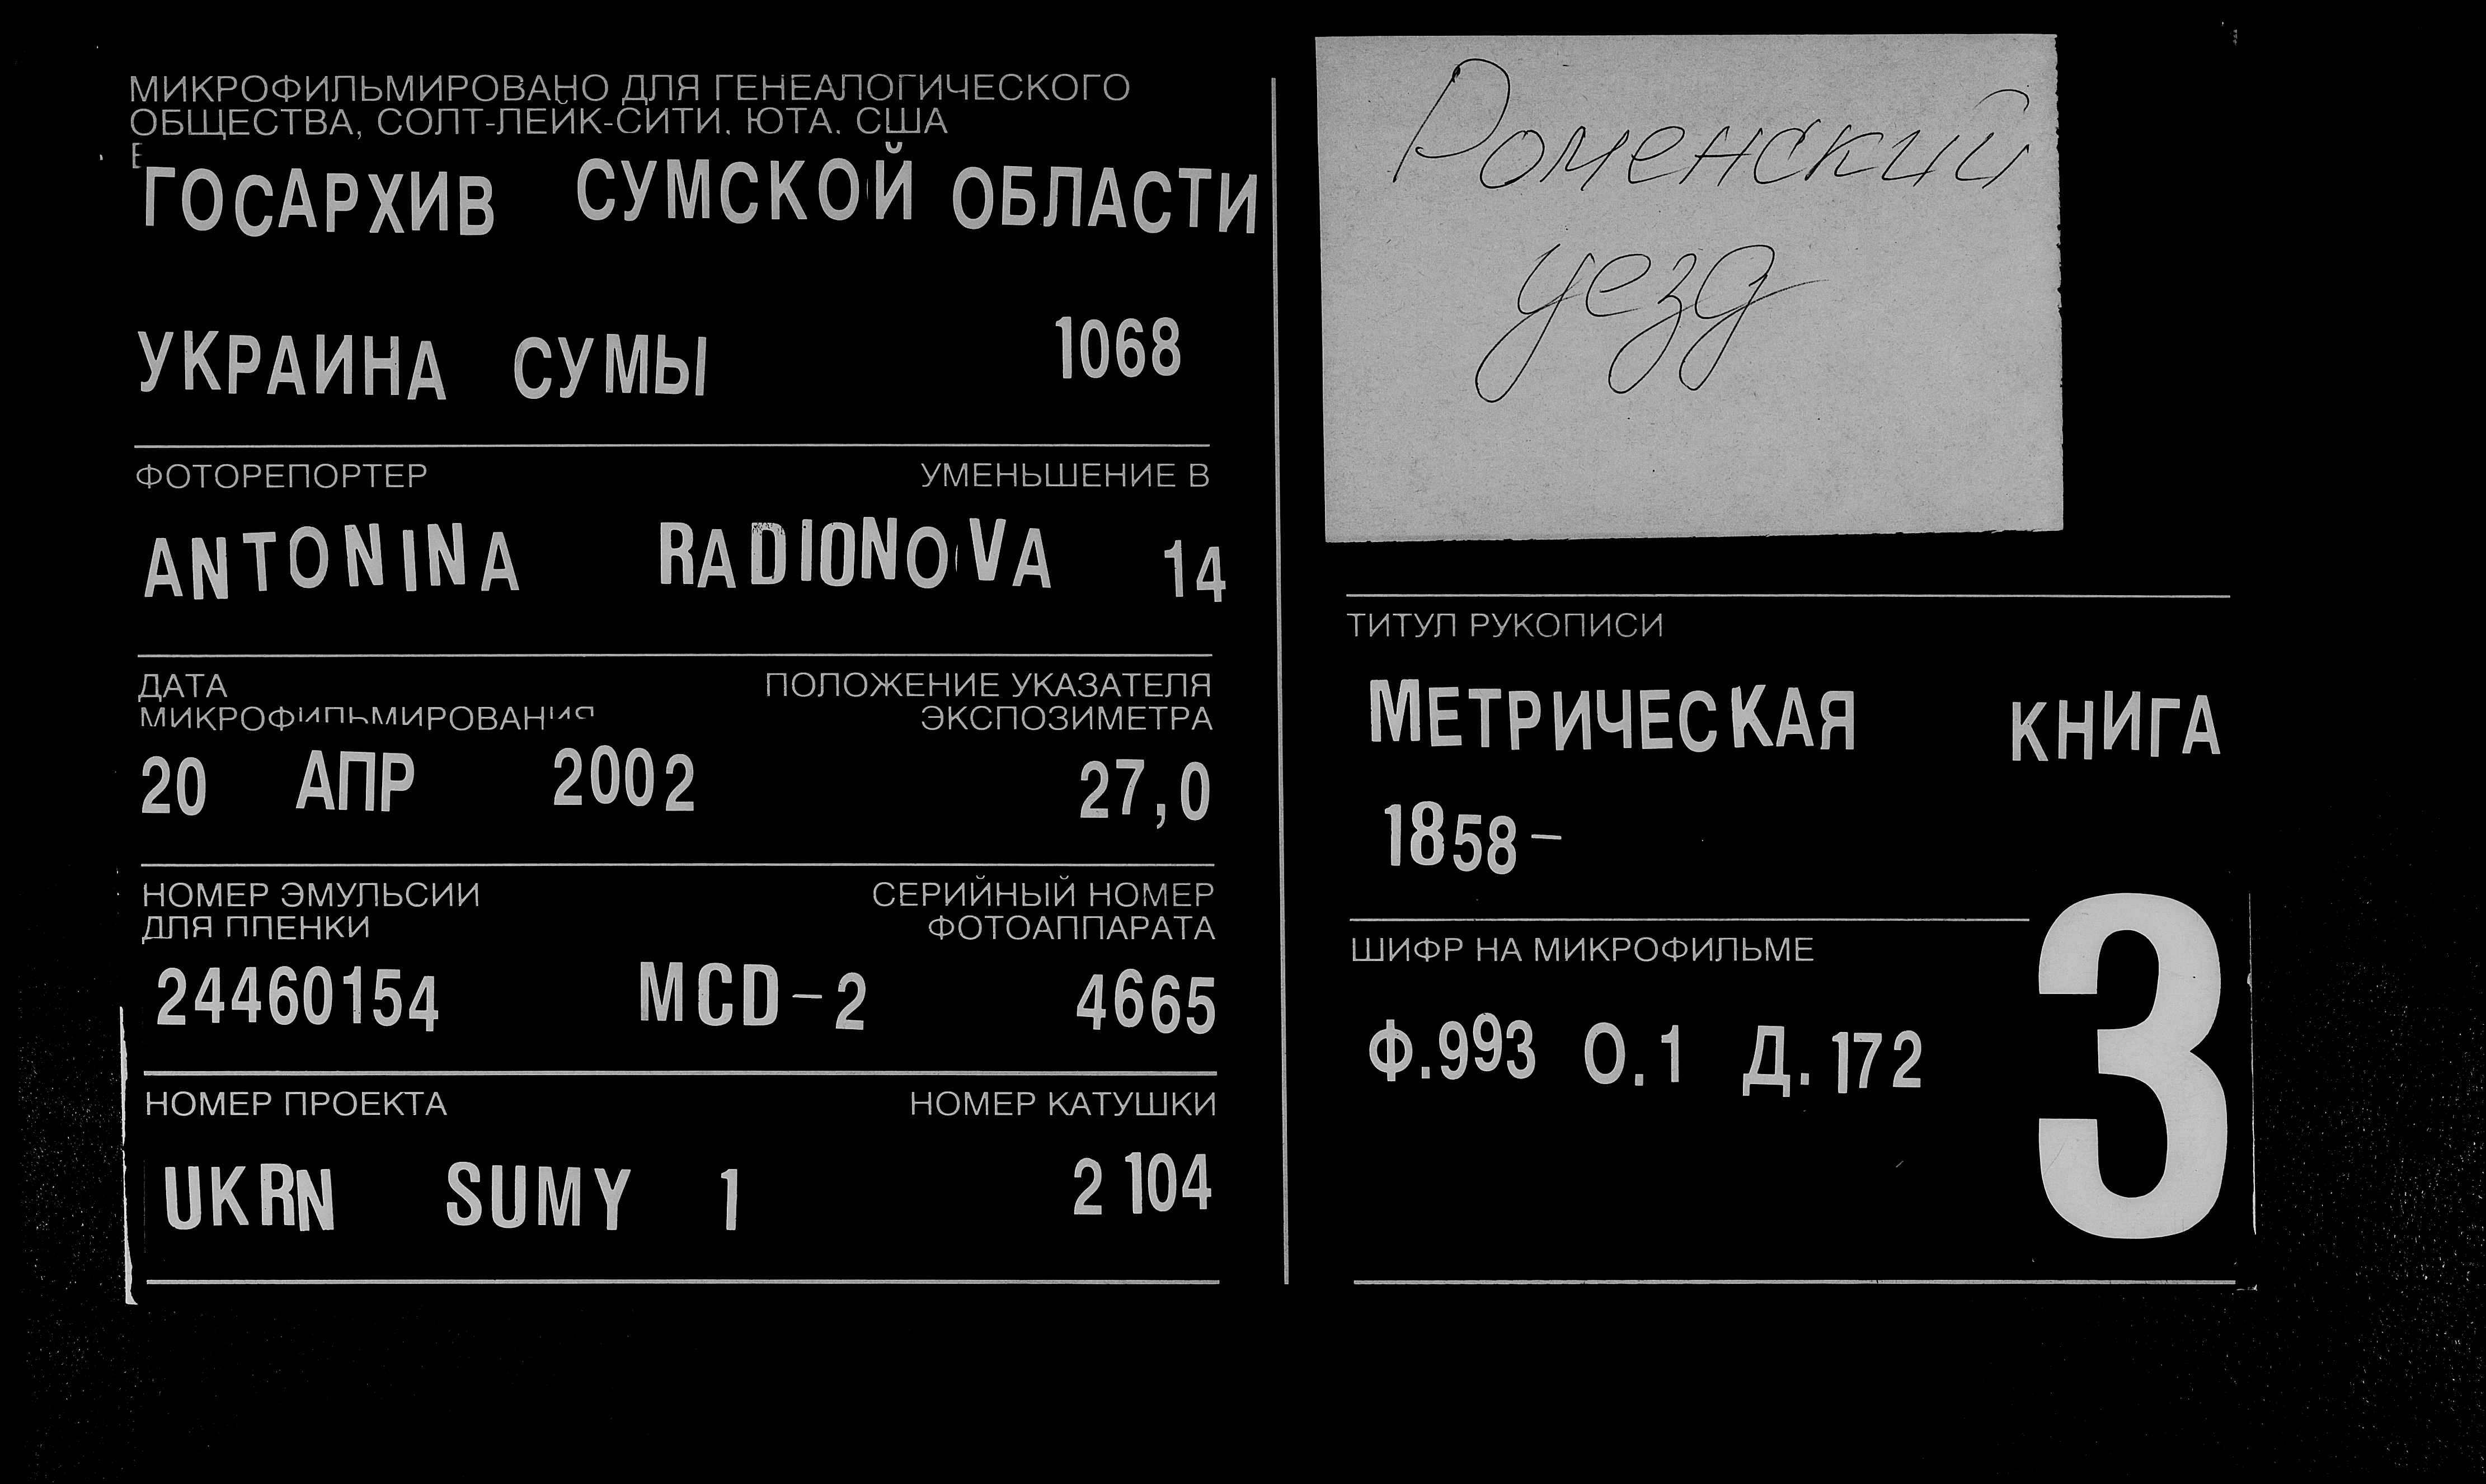 МИКРОФИЛЬМИРОВАНО ДЛЯ ГЕНЕАЛОГИЧЕСКОГО
ОБЩЕСТВА, СОЛТ-ЛЕЙК-СИТИ, ЮТА, США
В
ГОСАРХИВ СУМСКОЙ ОБЛАСТИ
УКРАИНА СУМЫ 1068
ФОТОРЕПОРТЕР УМЕНЬШЕНИЕ В
ANTONINA RADIONOVA 14
ДАТА ПОЛОЖЕНИЕ УКАЗАТЕЛЯ
МИКРОФИЛЬМИРОВАНИЯ ЭКСПОЗИМЕТРА
20 АПР 2002 27,0
НОМЕР ЭМУЛЬСИИ СЕРИЙНЫЙ НОМЕР
ДЛЯ ПЛЕНКИ ФОТОАППАРАТА
24460154 MCD-2 4665
НОМЕР ПРОЕКТА НОМЕР КАТУШКИ
UKRN SUMY 1 2104
Роменский
уезд
ТИТУЛ РУКОПИСИ
МЕТРИЧЕСКАЯ КНИГА
1858-
ШИФР НА МИКРОФИЛЬМЕ
Ф.993 О.1 Д.172
3